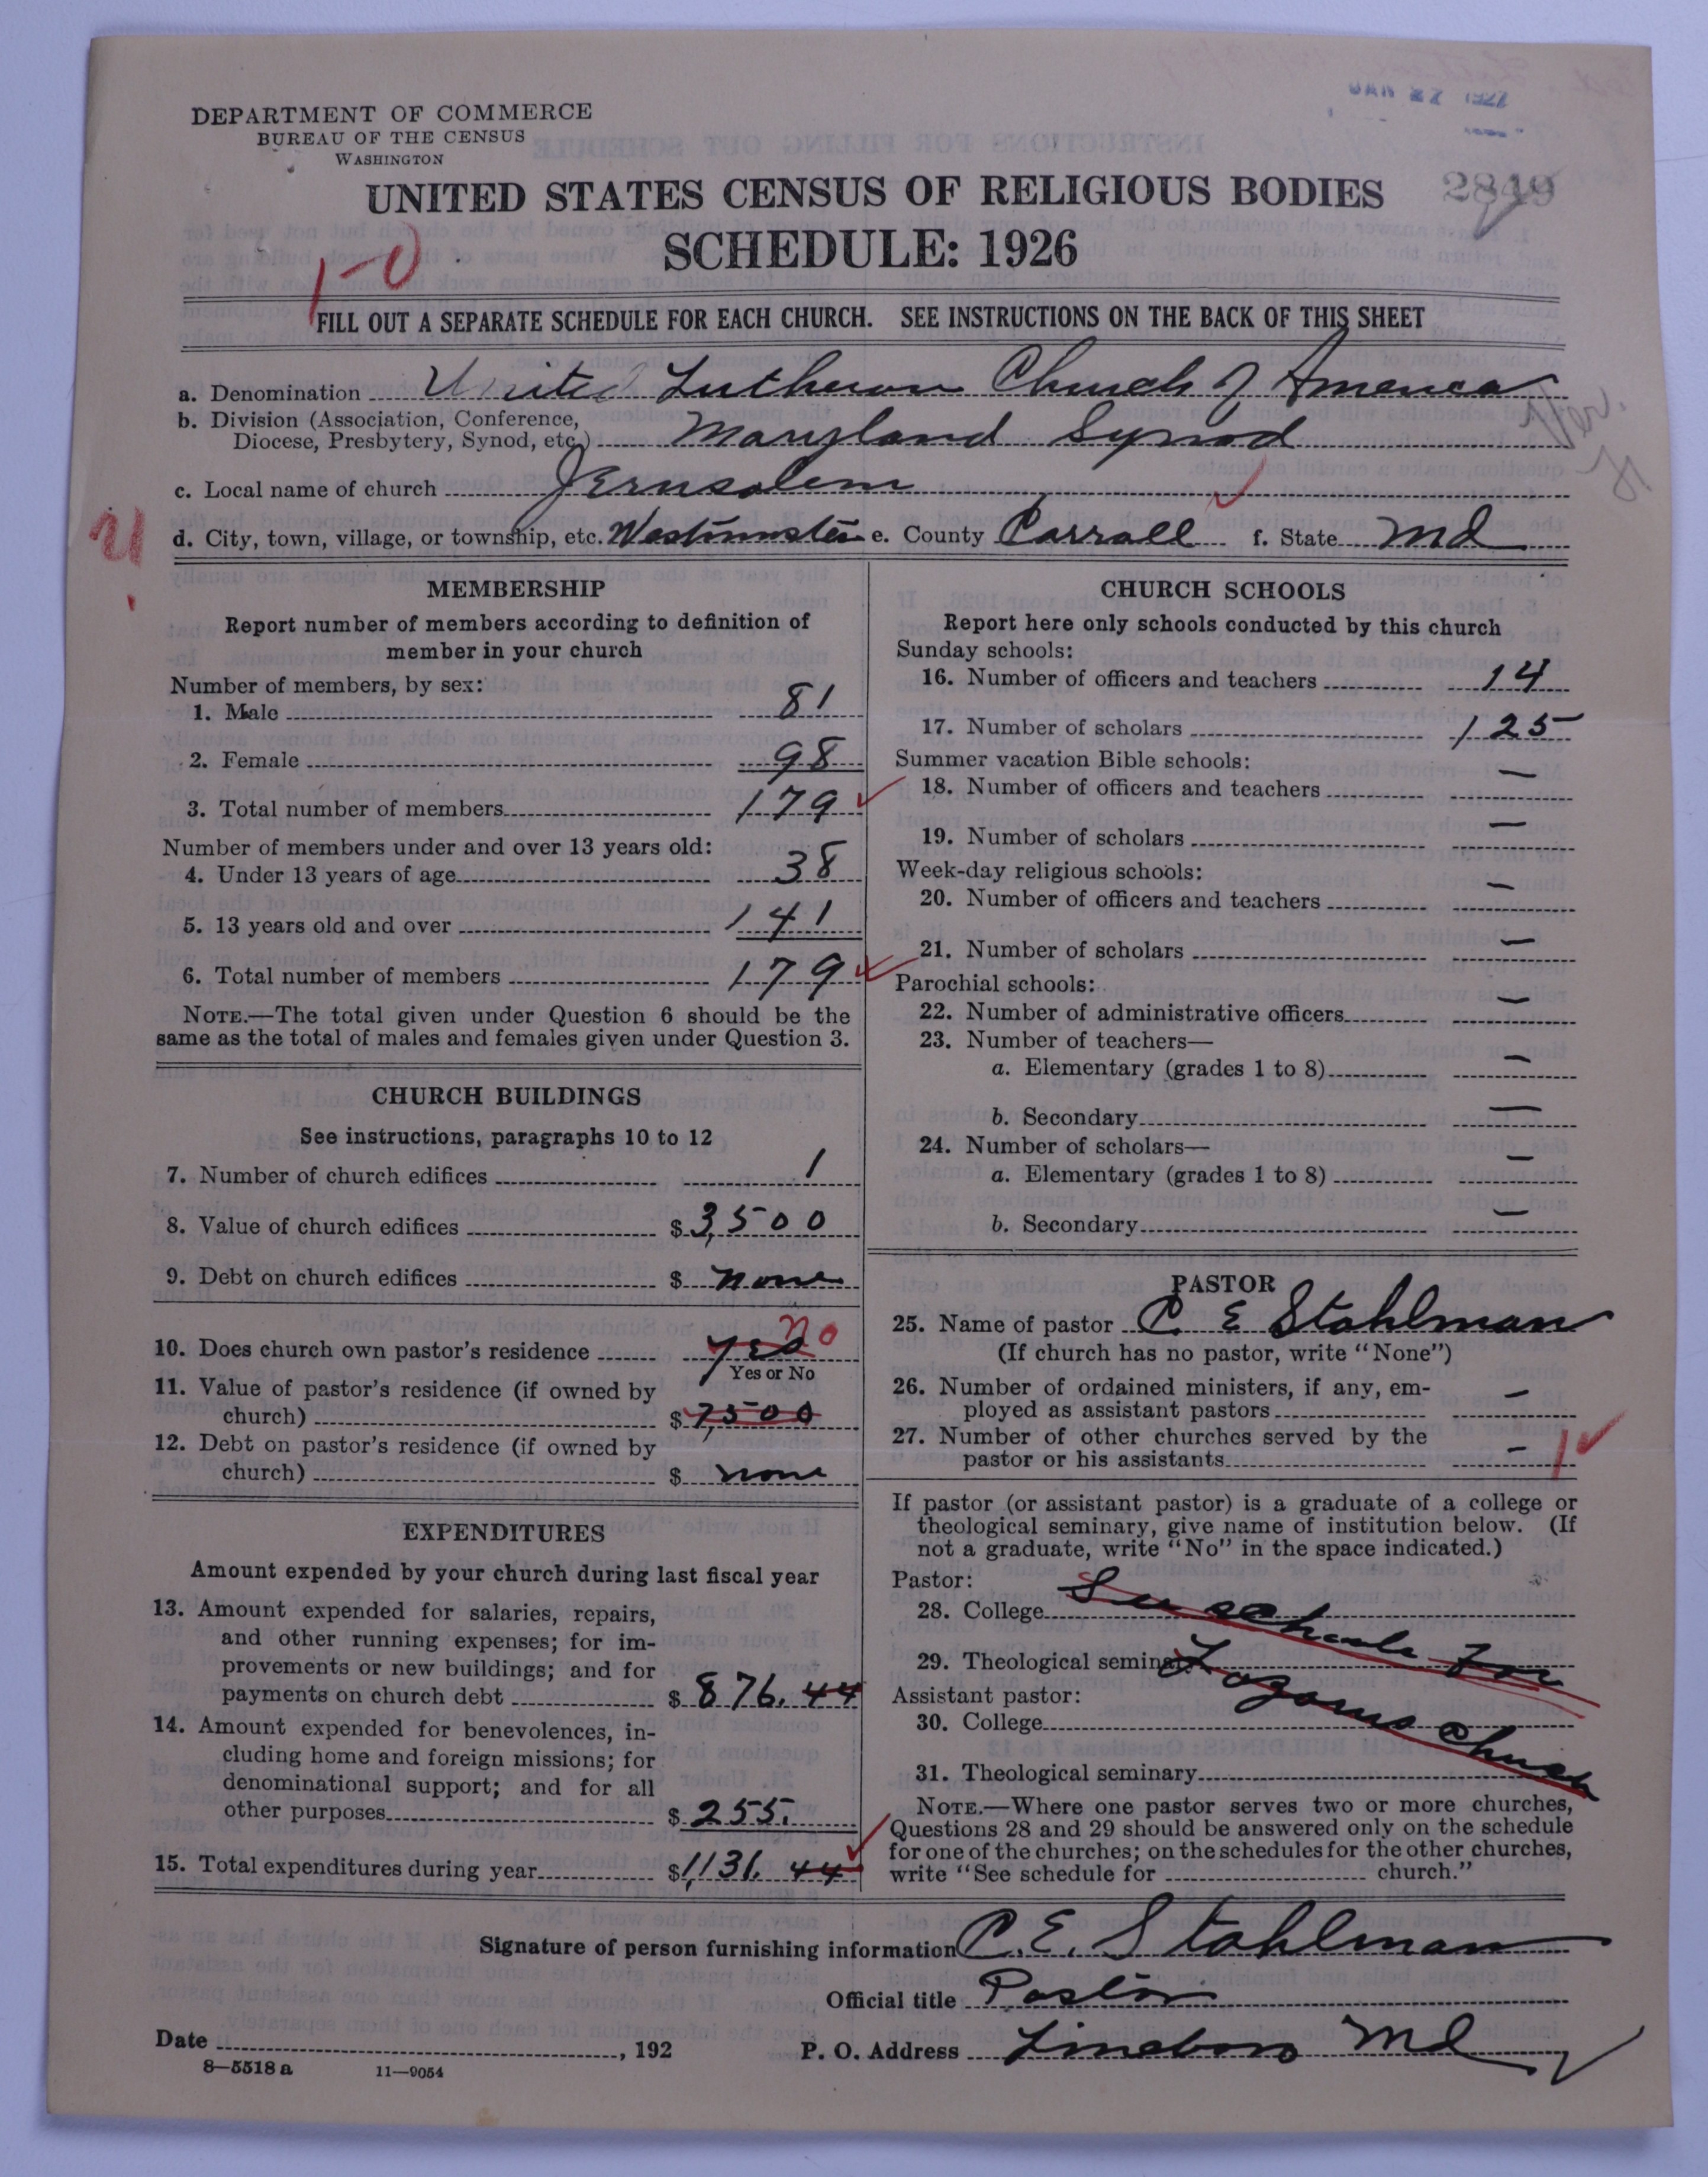 JAN 27 1927
DEPARTMENT OF COMMERCE
BUREAU OF THE CENSUS
WASHINGTON
UNITED STATES CENSUS OF RELIGIOUS BODIES 2849
SCHEDULE: 1926
1-0
FILL OUT A SEPARATE SCHEDULE FOR EACH CHURCH. SEE INSTRUCTIONS ON THE BACK OF THIS SHEET
a. Denomination United Lutheran Church of America
b. Division (Association, Conference,
Diocese, Presbytery, Synod, etc.) Maryland Synod
c. Local name of church Jerusalem
d. City, town, village, or township, etc. Westminster e. County Carroll f. State Md
MEMBERSHIP
Report number of members according to definition of
member in your church
Number of members, by sex:
1. Male 81
2. Female 98
3. Total number of members 179
Number of members under and over 13 years old:
4. Under 13 years of age 38
5. 13 years old and over 141
6. Total number of members 179
NOTE.—The total given under Question 6 should be the
same as the total of males and females given under Question 3.
CHURCH BUILDINGS
See instructions, paragraphs 10 to 12
7. Number of church edifices 1
8. Value of church edifices $ 3,500
9. Debt on church edifices $ none
10. Does church own pastor's residence yes no
Yes or No
11. Value of pastor's residence (if owned by
church) $ 7,500
12. Debt on pastor's residence (if owned by
church) $ none
EXPENDITURES
Amount expended by your church during last fiscal year
13. Amount expended for salaries, repairs,
and other running expenses; for im-
provements or new buildings; and for
payments on church debt $ 876.44
14. Amount expended for benevolences, in-
cluding home and foreign missions; for
denominational support; and for all
other purposes $ 255.
15. Total expenditures during year $ 1,131.44
CHURCH SCHOOLS
Report here only schools conducted by this church
Sunday schools:
16. Number of officers and teachers 14
17. Number of scholars 125
Summer vacation Bible schools:
18. Number of officers and teachers —
19. Number of scholars —
Week-day religious schools:
20. Number of officers and teachers —
21. Number of scholars —
Parochial schools:
22. Number of administrative officers —
23. Number of teachers—
a. Elementary (grades 1 to 8) —
b. Secondary —
24. Number of scholars—
a. Elementary (grades 1 to 8) —
b. Secondary —
PASTOR
25. Name of pastor C. E Stahlman
(If church has no pastor, write "None")
26. Number of ordained ministers, if any, em-
ployed as assistant pastors —
27. Number of other churches served by the
pastor or his assistants — 1
If pastor (or assistant pastor) is a graduate of a college or
theological seminary, give name of institution below. (If
not a graduate, write "No" in the space indicated.)
Pastor:
28. College See schedule for
29. Theological seminary Lazarus Church
Assistant pastor:
30. College
31. Theological seminary
NOTE.—Where one pastor serves two or more churches,
Questions 28 and 29 should be answered only on the schedule
for one of the churches; on the schedules for the other churches,
write "See schedule for church."
Signature of person furnishing information C. E. Stahlman
Official title Pastor
Date , 192 P. O. Address Lineboro Md
8—5518 a 11—9054